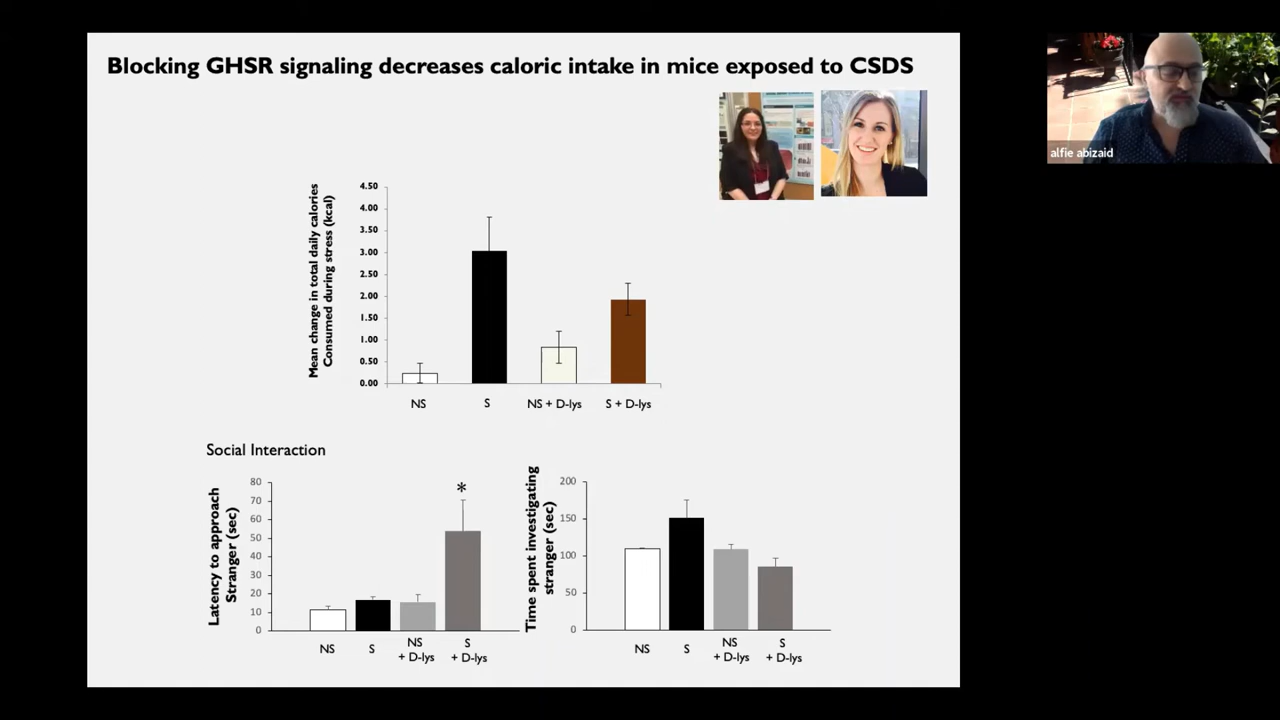 Blocking GHSR signaling decreases caloric intake in mice exposed to CSDS
alfie abizaid
Mean change in total daily calories
Consumed during stress (kcal)
4.50
4.00
3.50
3.00
2.50
2.00
1.50
1.00
0.50
0.00
NS
S
NS + D-lys
S + D-lys
Social Interaction
Latency to approach
Stranger (sec)
80
70
60
50
40
30
20
10
0
*
NS
S
NS
+ D-lys
S
+ D-lys
Time spent investigating
stranger (sec)
200
150
100
50
0
NS
S
NS
+ D-lys
S
+ D-lys